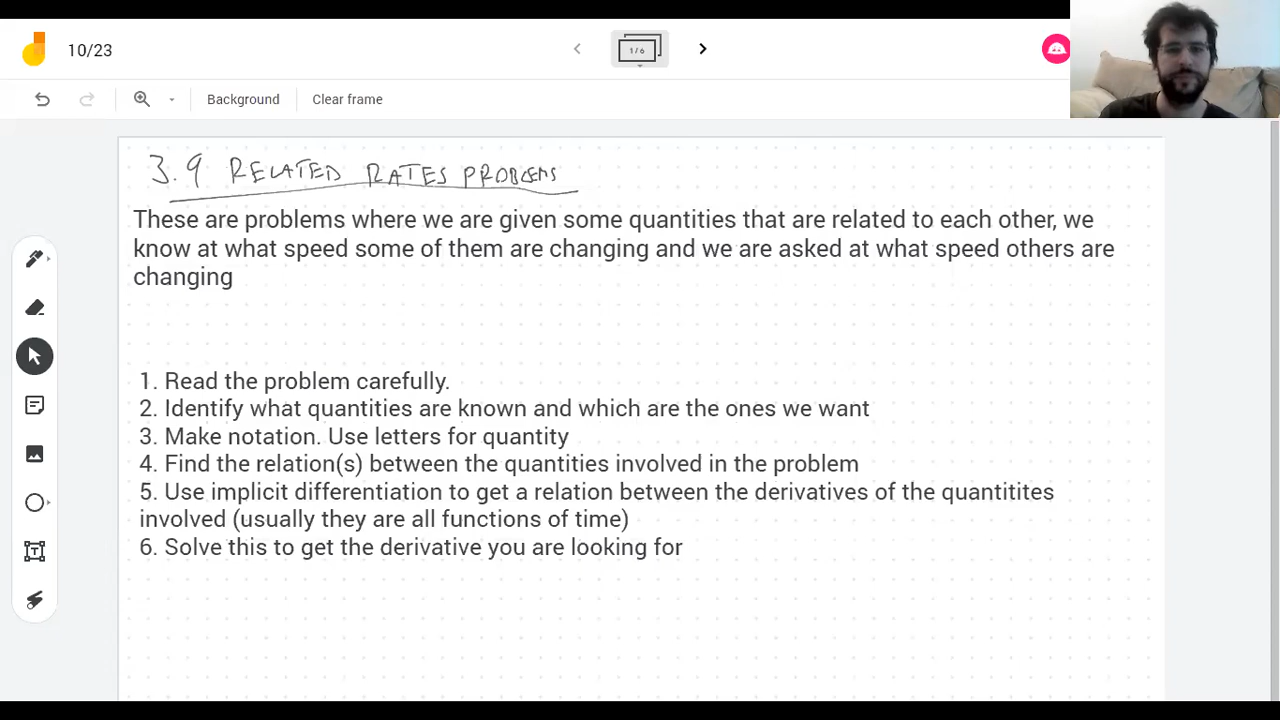 10/23
1/6
Background
Clear frame
3.9 RELATED RATES PROBLEMS
These are problems where we are given some quantities that are related to each other, we
know at what speed some of them are changing and we are asked at what speed others are
changing
1. Read the problem carefully.
2. Identify what quantities are known and which are the ones we want
3. Make notation. Use letters for quantity
4. Find the relation(s) between the quantities involved in the problem
5. Use implicit differentiation to get a relation between the derivatives of the quantitites
involved (usually they are all functions of time)
6. Solve this to get the derivative you are looking for